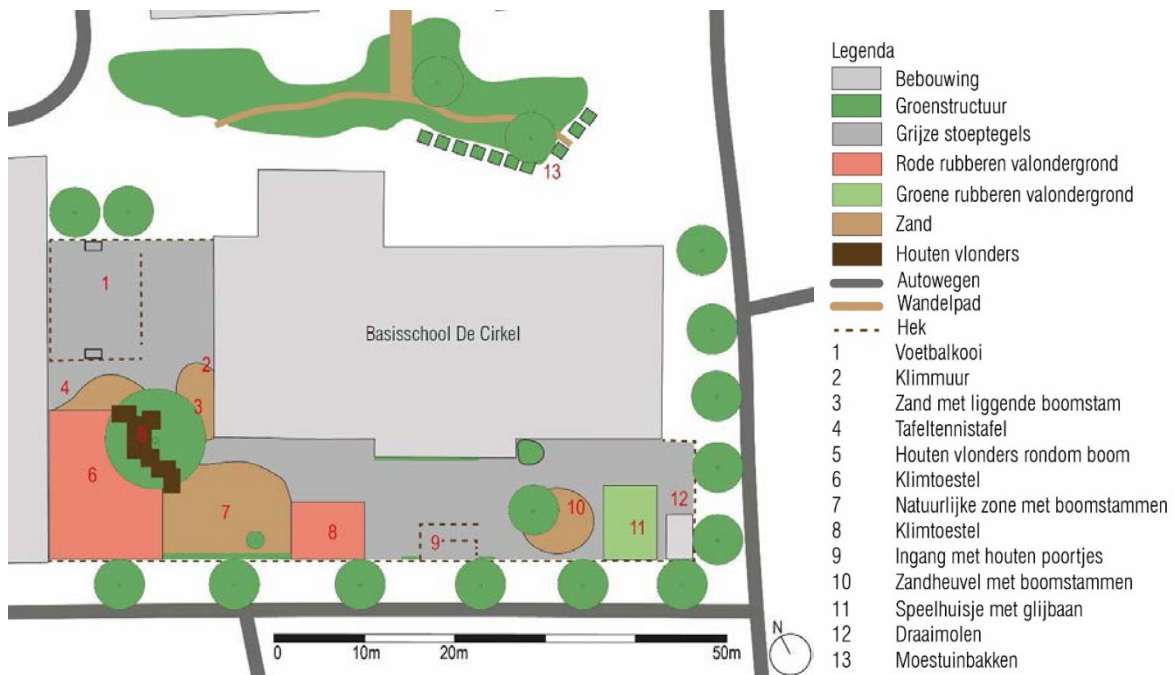 1
2
3
4
5
6
7
8
9
10
11
12
13
Basisschool De Cirkel
0 10m 20m 50m
N
Legenda
Bebouwing
Groenstructuur
Grijze stoeptegels
Rode rubberen valondergrond
Groene rubberen valondergrond
Zand
Houten vlonders
Autowegen
Wandelpad
Hek
1 Voetbalkooi
2 Klimmuur
3 Zand met liggende boomstam
4 Tafeltennistafel
5 Houten vlonders rondom boom
6 Klimtoestel
7 Natuurlijke zone met boomstammen
8 Klimtoestel
9 Ingang met houten poortjes
10 Zandheuvel met boomstammen
11 Speelhuisje met glijbaan
12 Draaimolen
13 Moestuinbakken